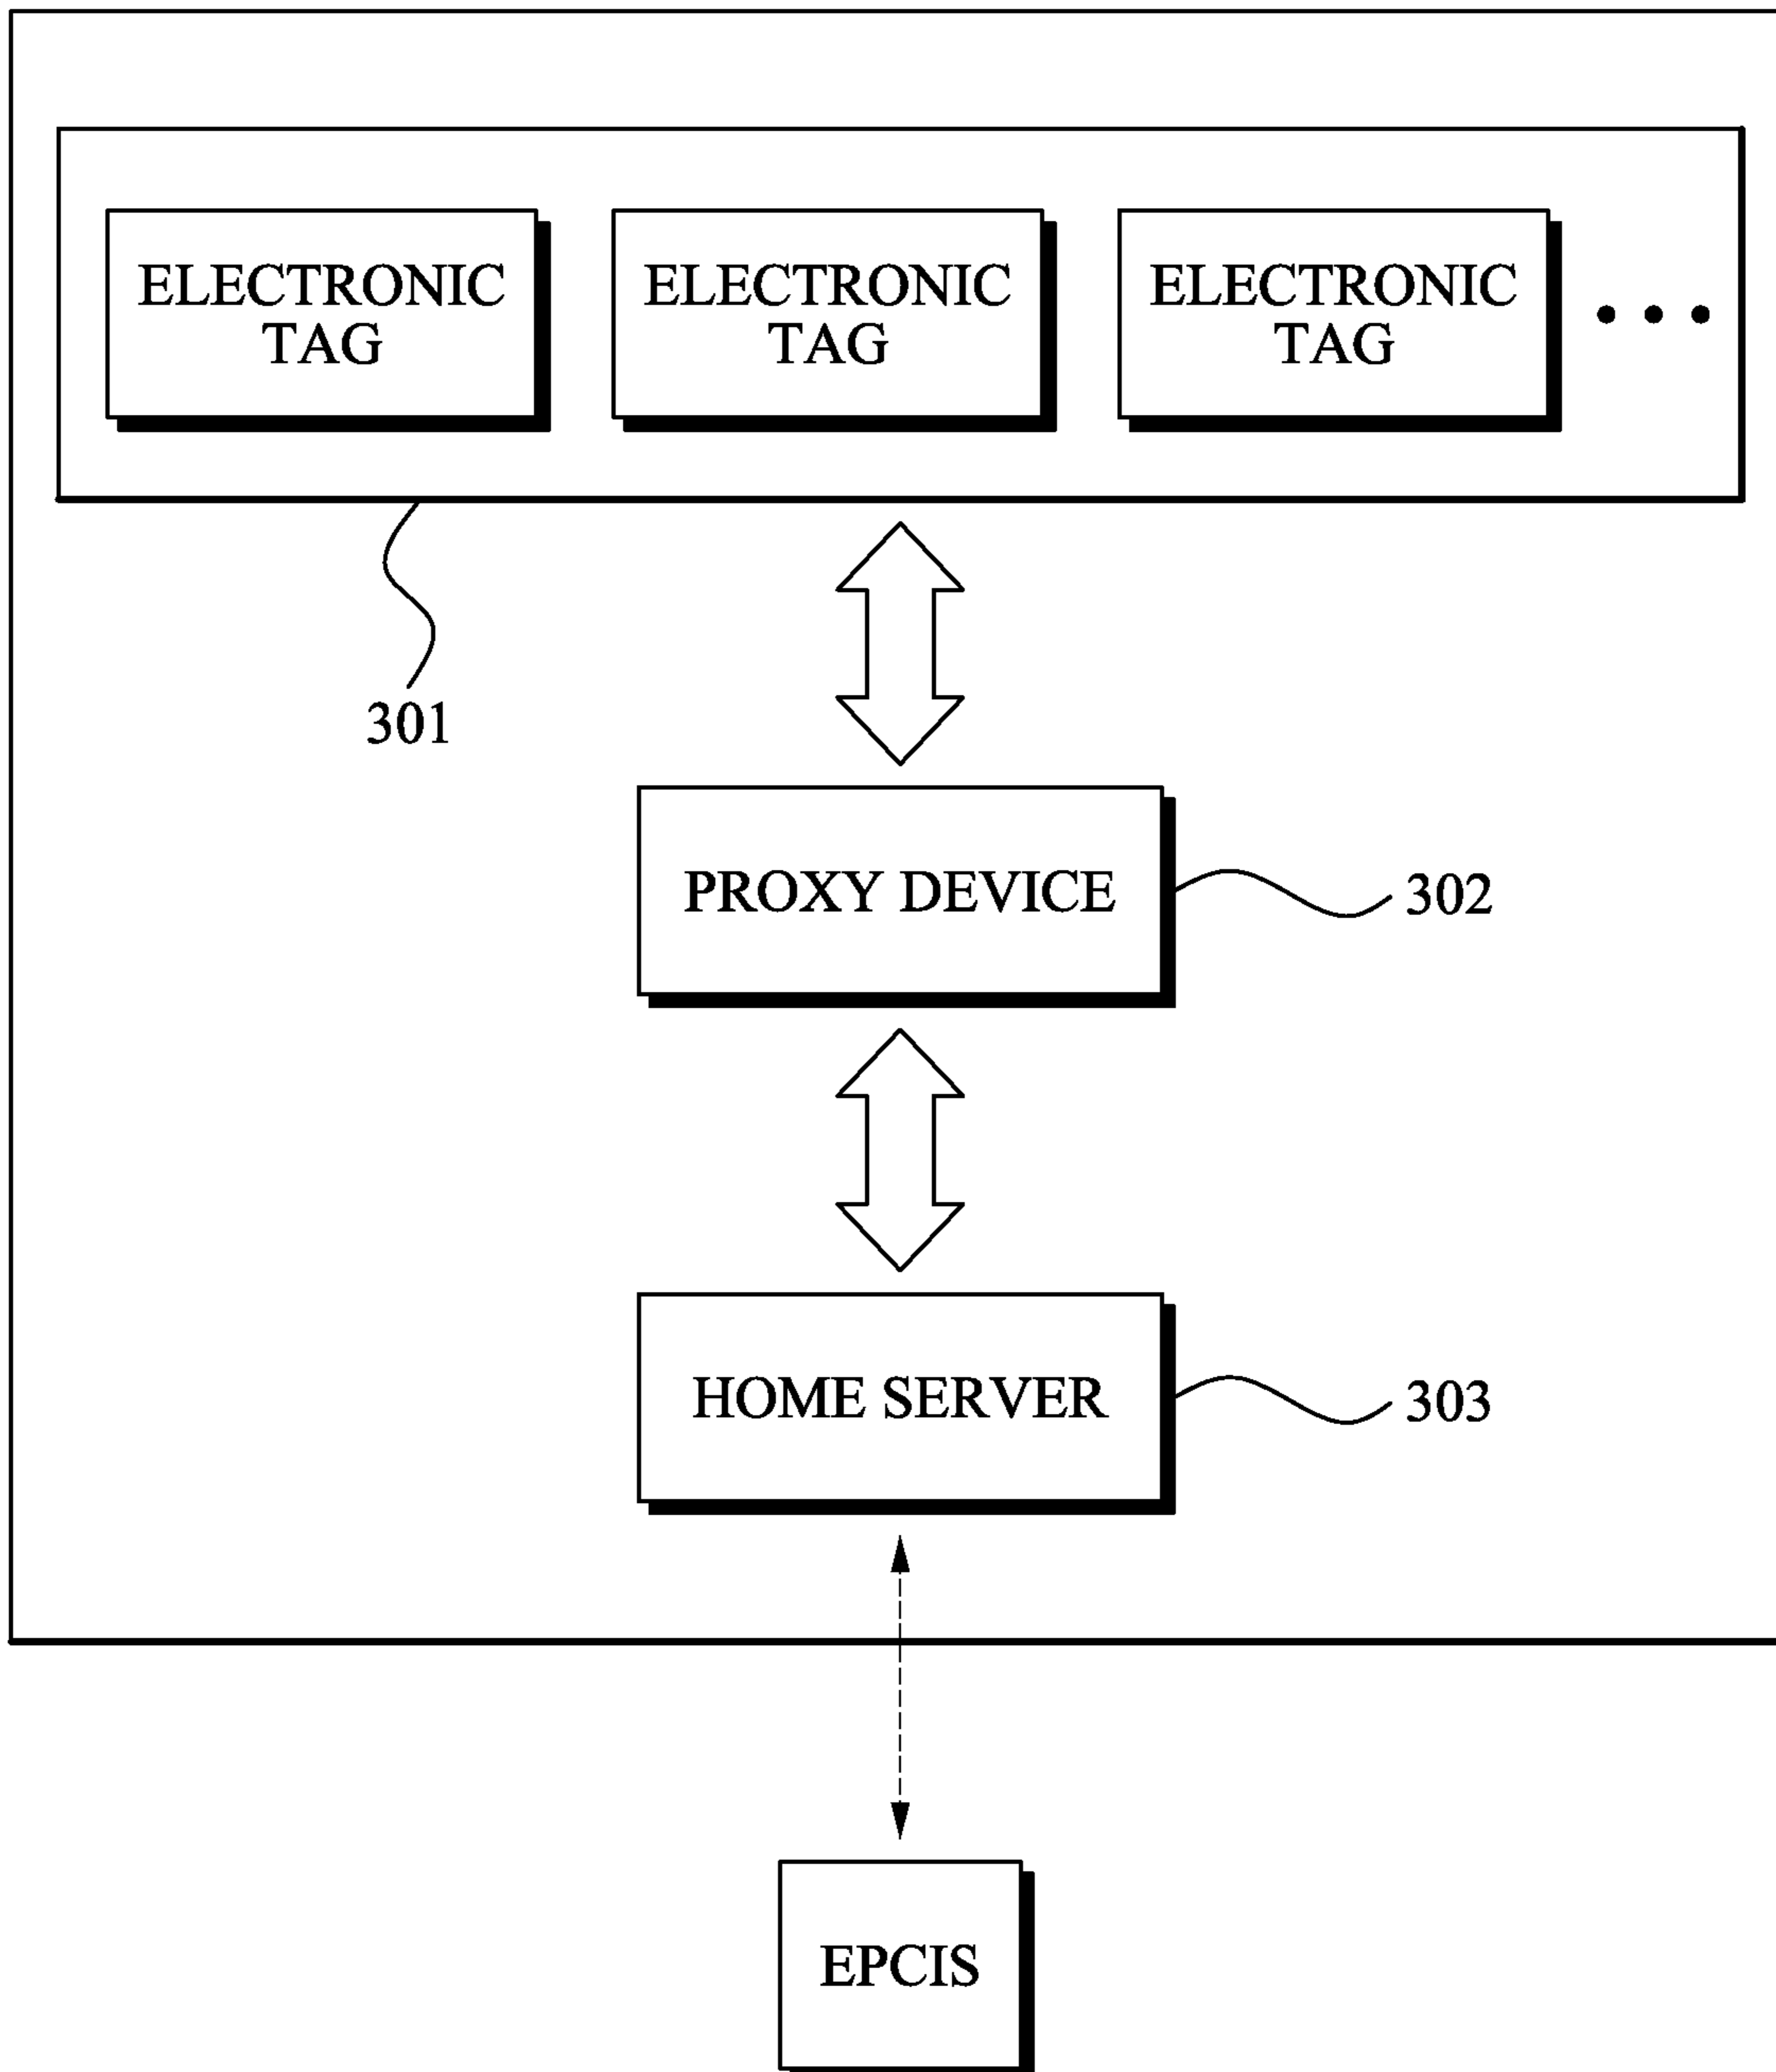 ELECTRONIC
TAG
ELECTRONIC
TAG
ELECTRONIC
TAG
301
PROXY DEVICE
302
HOME SERVER
303
EPCIS